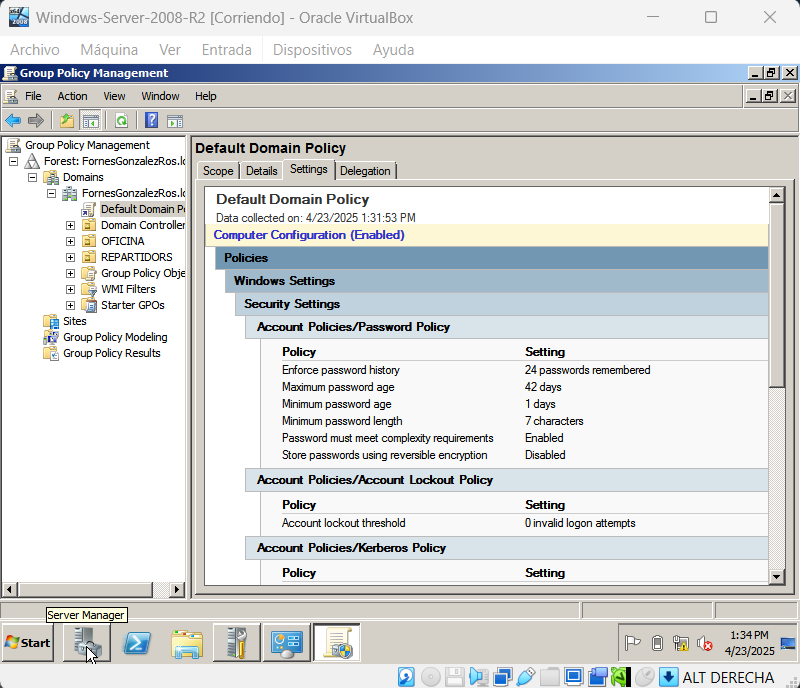 Windows-Server-2008-R2 [Corriendo] - Oracle VirtualBox
Archivo Máquina Ver Entrada Dispositivos Ayuda
Group Policy Management
File Action View Window Help
Group Policy Management
Forest: FornesGonzalezRos.lo
Domains
FornesGonzalezRos.lo
Default Domain Po
Domain Controller
OFICINA
REPARTIDORS
Group Policy Obje
WMI Filters
Starter GPOs
Sites
Group Policy Modeling
Group Policy Results
Default Domain Policy
Scope Details Settings Delegation
Default Domain Policy
Data collected on: 4/23/2025 1:31:53 PM
Computer Configuration (Enabled)
Policies
Windows Settings
Security Settings
Account Policies/Password Policy
Policy Setting
Enforce password history 24 passwords remembered
Maximum password age 42 days
Minimum password age 1 days
Minimum password length 7 characters
Password must meet complexity requirements Enabled
Store passwords using reversible encryption Disabled
Account Policies/Account Lockout Policy
Policy Setting
Account lockout threshold 0 invalid logon attempts
Account Policies/Kerberos Policy
Policy Setting
Server Manager
Start
1:34 PM
4/23/2025
ALT DERECHA